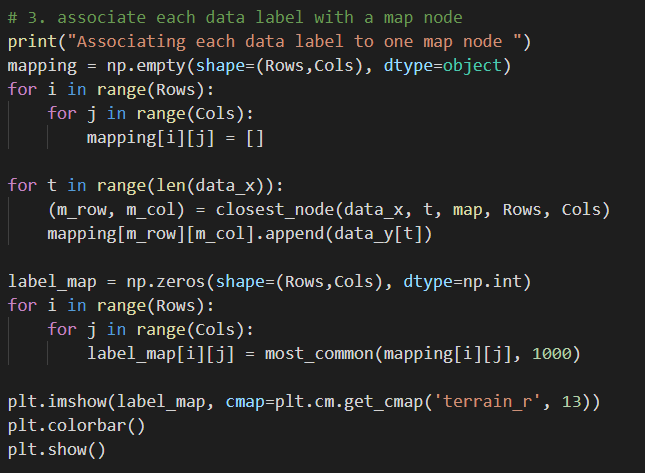 # 3. associate each data label with a map node
print("Associating each data label to one map node ")
mapping = np.empty(shape=(Rows,Cols), dtype=object)
for i in range(Rows):
    for j in range(Cols):
        mapping[i][j] = []

for t in range(len(data_x)):
    (m_row, m_col) = closest_node(data_x, t, map, Rows, Cols)
    mapping[m_row][m_col].append(data_y[t])

label_map = np.zeros(shape=(Rows,Cols), dtype=np.int)
for i in range(Rows):
    for j in range(Cols):
        label_map[i][j] = most_common(mapping[i][j], 1000)

plt.imshow(label_map, cmap=plt.cm.get_cmap('terrain_r', 13))
plt.colorbar()
plt.show()